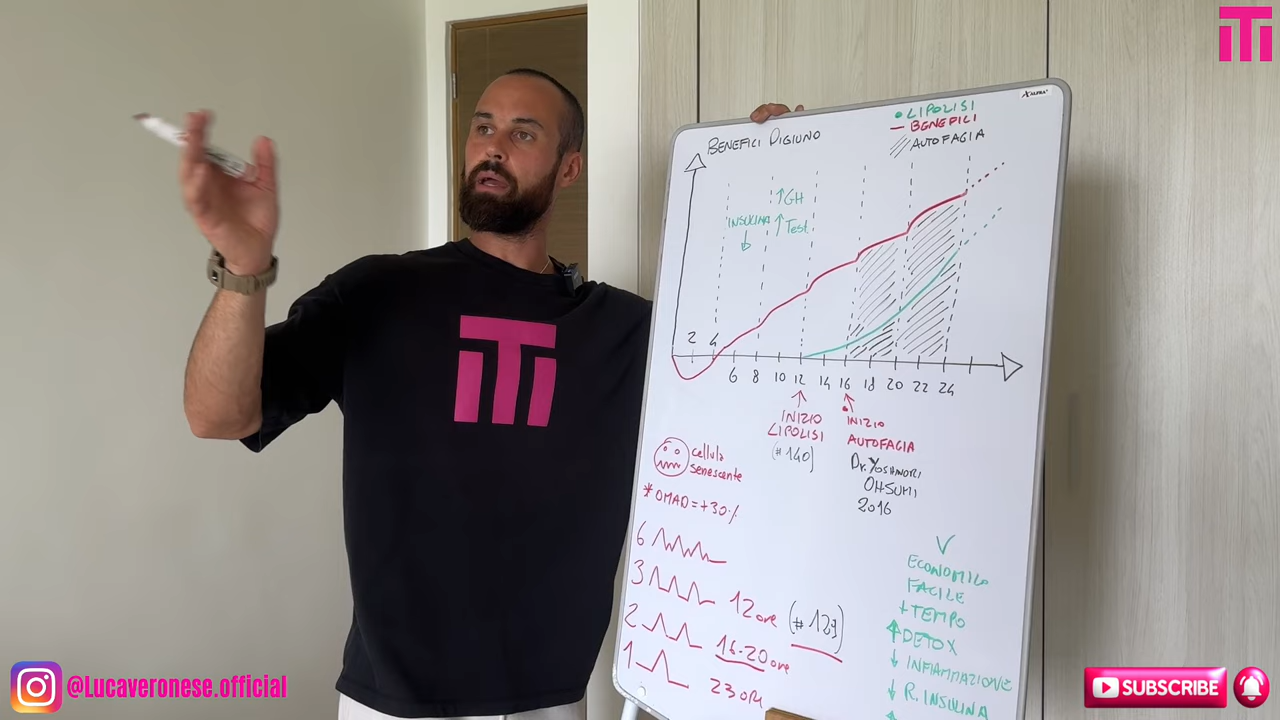 BENEFICI DIGIUNO
LIPOLISI
BENEFICI
AUTOFAGIA
INSULINA
↑GH
↑Test.
2 4 6 8 10 12 14 16 18 20 22 24
INIZIO
LIPOLISI
(#140)
INIZIO
AUTOFAGIA
Dr. YOSHINORI
OHSUMI
2016
cellula
senescente
* OMAD = +30%
6
3 12 ore (#129)
2 16-20 ore
1 23 ore
V
ECONOMICO
FACILE
+ TEMPO
↑ DETOX
↓ INFIAMMAZIONE
↓ R. INSULINA
@Lucaveronese.official
SUBSCRIBE